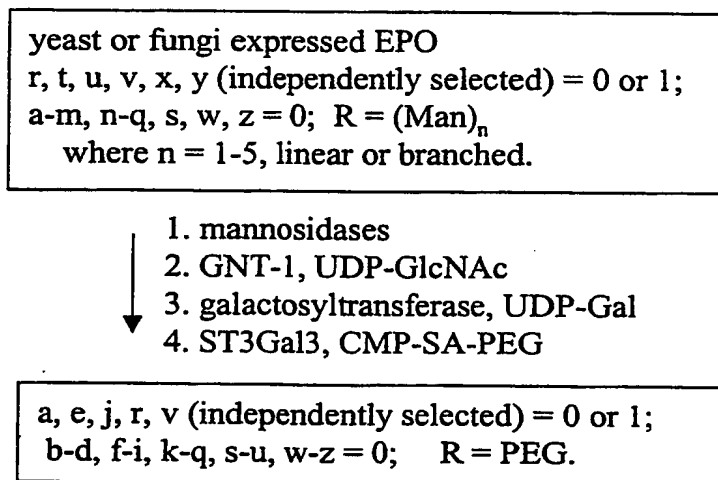 yeast or fungi expressed EPO
r, t, u, v, x, y (independently selected) = 0 or 1;
a-m, n-q, s, w, z = 0; R = (Man)n
where n = 1-5, linear or branched.
1. mannosidases
2. GNT-1, UDP-GlcNAc
3. galactosyltransferase, UDP-Gal
4. ST3Gal3, CMP-SA-PEG
a, e, j, r, v (independently selected) = 0 or 1;
b-d, f-i, k-q, s-u, w-z = 0; R = PEG.